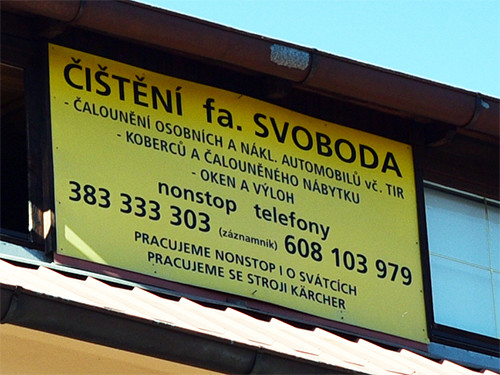 ČIŠTĚNÍ fa. SVOBODA
- ČALOUNĚNÍ OSOBNÍCH A NÁKL. AUTOMOBILŮ vč. TIR
- KOBERCŮ A ČALOUNĚNÉHO NÁBYTKU
- OKEN A VÝLOH
nonstop telefony
383 333 303 (záznamník) 608 103 979
PRACUJEME NONSTOP I O SVÁTCÍCH
PRACUJEME SE STROJI KÄRCHER